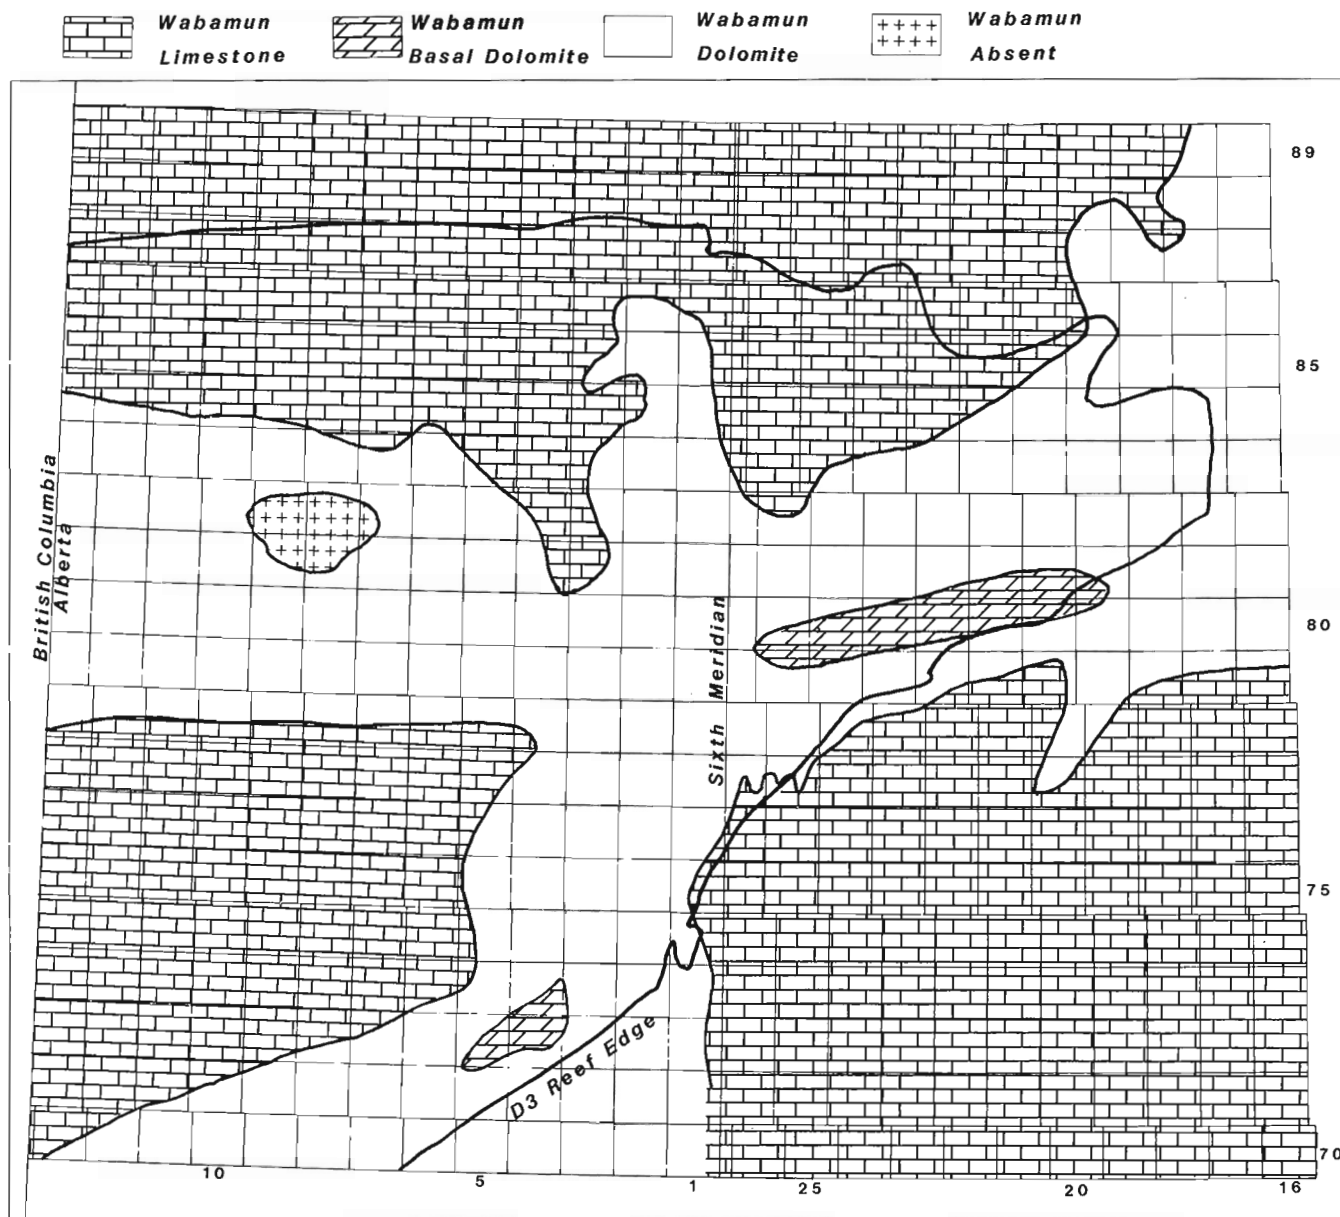 Wabamun
Limestone
Wabamun
Basal Dolomite
Wabamun
Dolomite
Wabamun
Absent
89
85
80
75
70
British Columbia
Alberta
Sixth Meridian
D3 Reef Edge
10
5
1
25
20
16